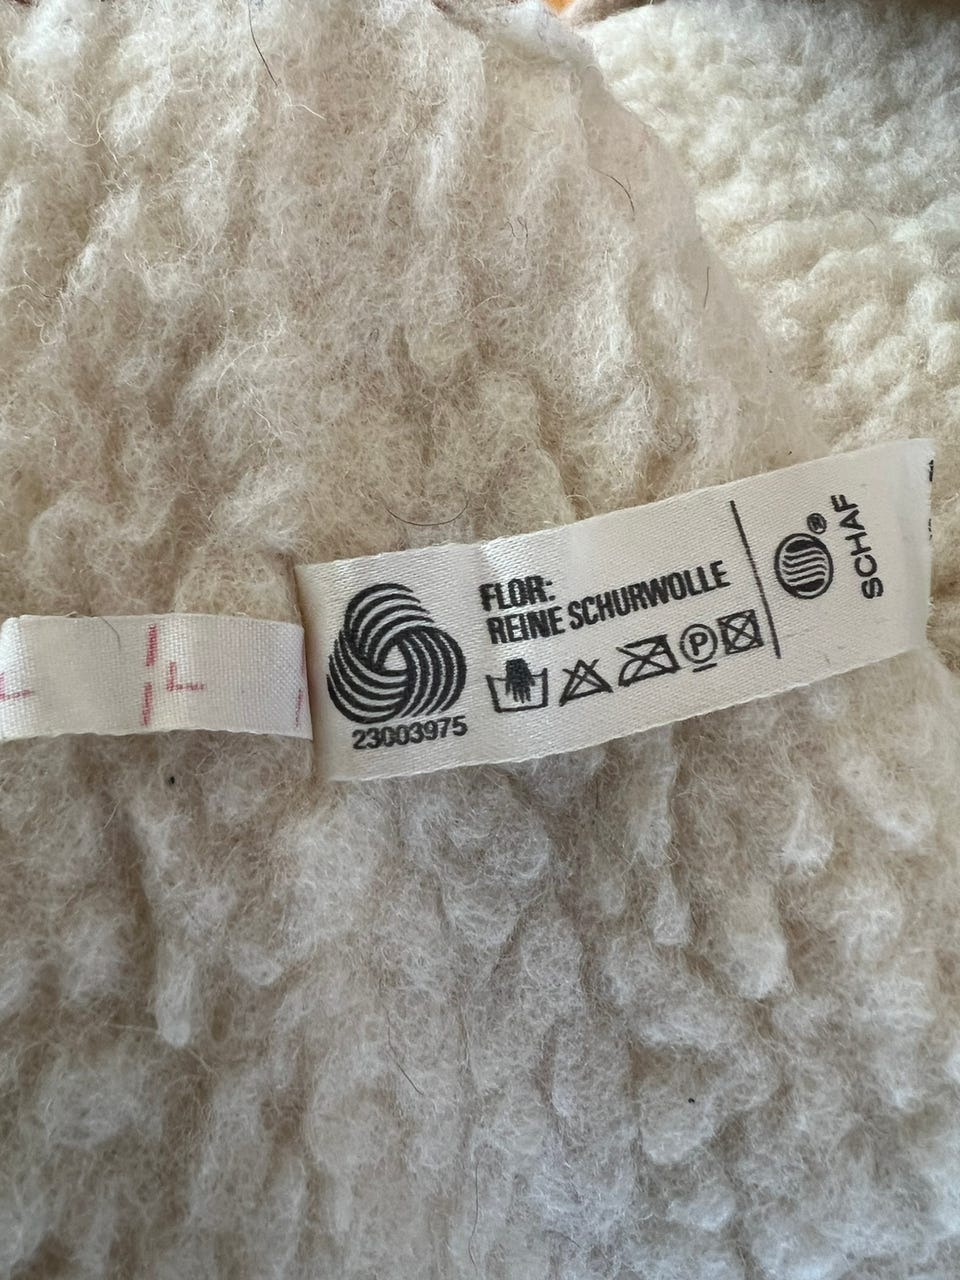 FLOR:
REINE SCHURWOLLE
23003975
P
®
SCHAF